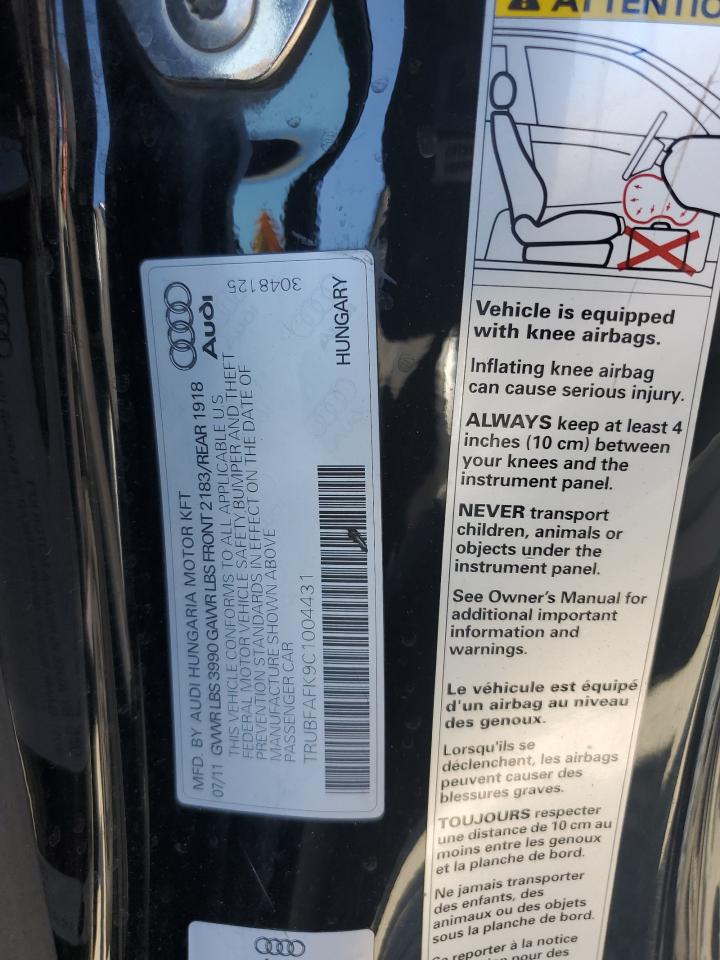 MFD. BY AUDI HUNGARIA MOTOR KFT
07/11 GVWR LBS 3990 GAWR LBS FRONT 2183/REAR 1918
THIS VEHICLE CONFORMS TO ALL APPLICABLE U.S.
FEDERAL MOTOR VEHICLE SAFETY, BUMPER AND THEFT
PREVENTION STANDARDS IN EFFECT ON THE DATE OF
MANUFACTURE SHOWN ABOVE
PASSENGER CAR
TRUBFAFK9C1004431
Audi
3048125
HUNGARY
ATTENTIO
Vehicle is equipped
with knee airbags.
Inflating knee airbag
can cause serious injury.
ALWAYS keep at least 4
inches (10 cm) between
your knees and the
instrument panel.
NEVER transport
children, animals or
objects under the
instrument panel.
See Owner's Manual for
additional important
information and
warnings.
Le véhicule est équipé
d'un airbag au niveau
des genoux.
Lorsqu'ils se
déclenchent, les airbags
peuvent causer des
blessures graves.
TOUJOURS respecter
une distance de 10 cm au
moins entre les genoux
et la planche de bord.
Ne jamais transporter
des enfants, des
animaux ou des objets
sous la planche de bord.
Se reporter à la notice
pour des